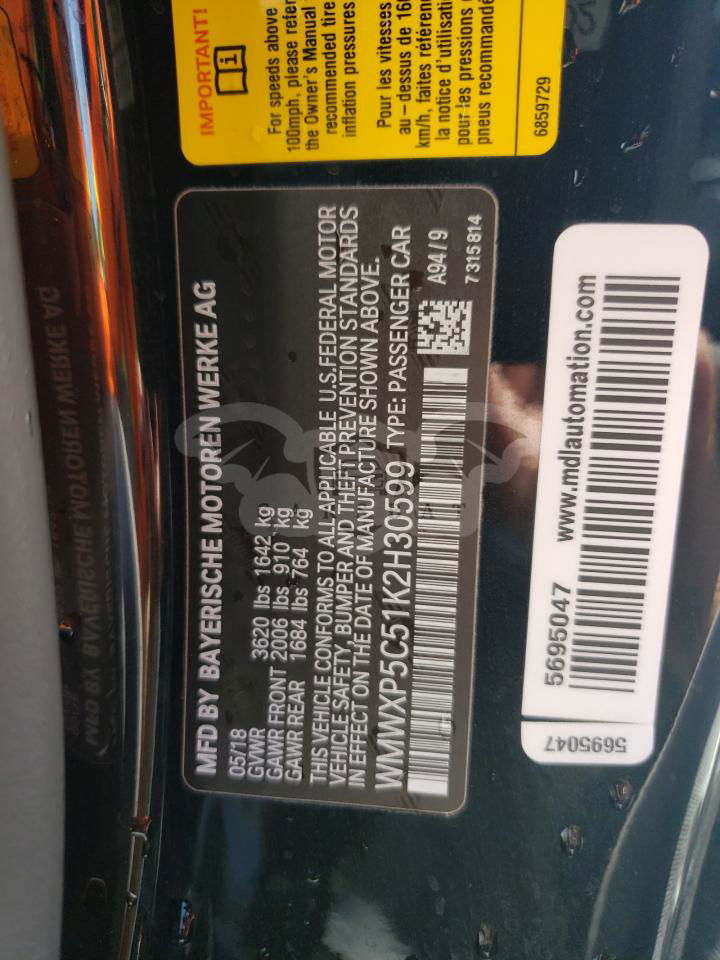 IMPORTANT!
For speeds above
100mph, please refer
the Owner's Manual
recommended tire
inflation pressures
Pour les vitesses
au-dessus de 160
km/h, faites référence
la notice d'utilisation
pour les pressions
pneus recommandé
6859729
MFD BY BAYERISCHE MOTOREN WERKE AG
05/18
GVWR 3620 lbs 1642 kg
GAWR FRONT 2006 lbs 910 kg
GAWR REAR 1684 lbs 764 kg
THIS VEHICLE CONFORMS TO ALL APPLICABLE U.S.FEDERAL MOTOR
VEHICLE SAFETY, BUMPER AND THEFT PREVENTION STANDARDS
IN EFFECT ON THE DATE OF MANUFACTURE SHOWN ABOVE.
WMWXP5C51K2H30599 TYPE: PASSENGER CAR
A94/9
7315814
5695047 www.mdlautomation.com
5695047